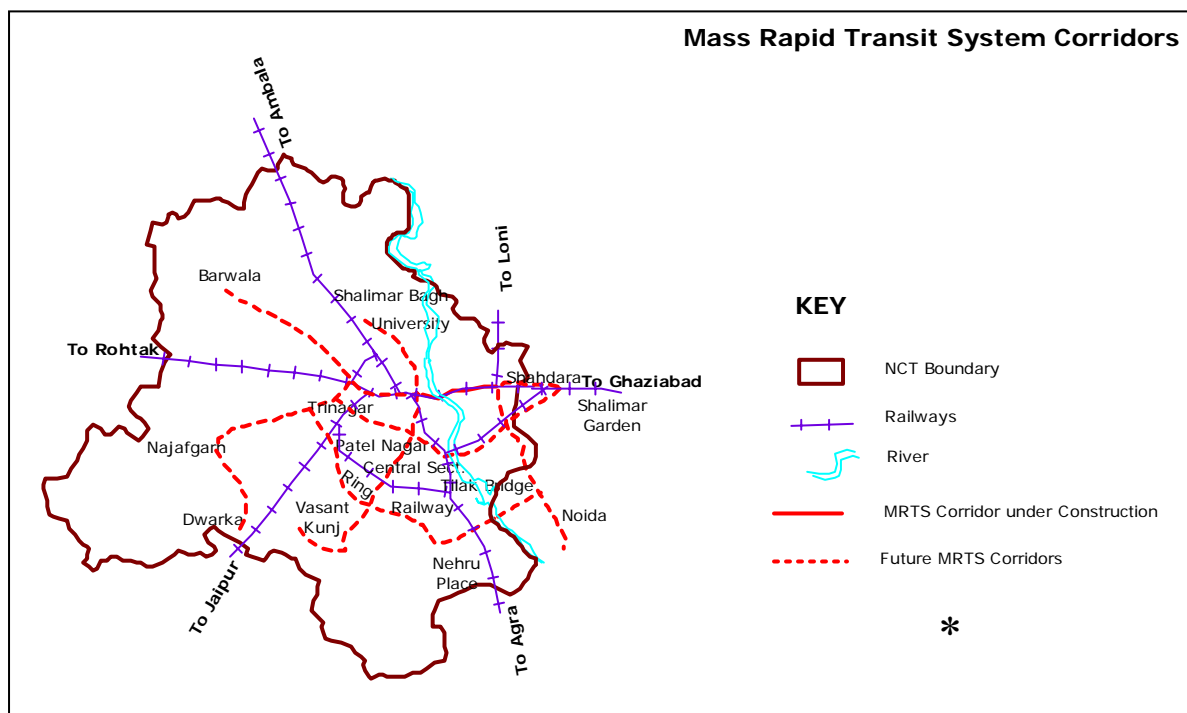 Mass Rapid Transit System Corridors
To Ambala
To Loni
Barwala
Shalimar Bagh
University
To Rohtak
Shahdara
To Ghaziabad
Shalimar
Garden
Trinagar
Najafgarh
Patel Nagar
Central Sect.
Ring
Tilak Bridge
Railway
Vasant
Kunj
Dwarka
Noida
Nehru
Place
To Jaipur
To Agra
KEY
NCT Boundary
Railways
River
MRTS Corridor under Construction
Future MRTS Corridors
*